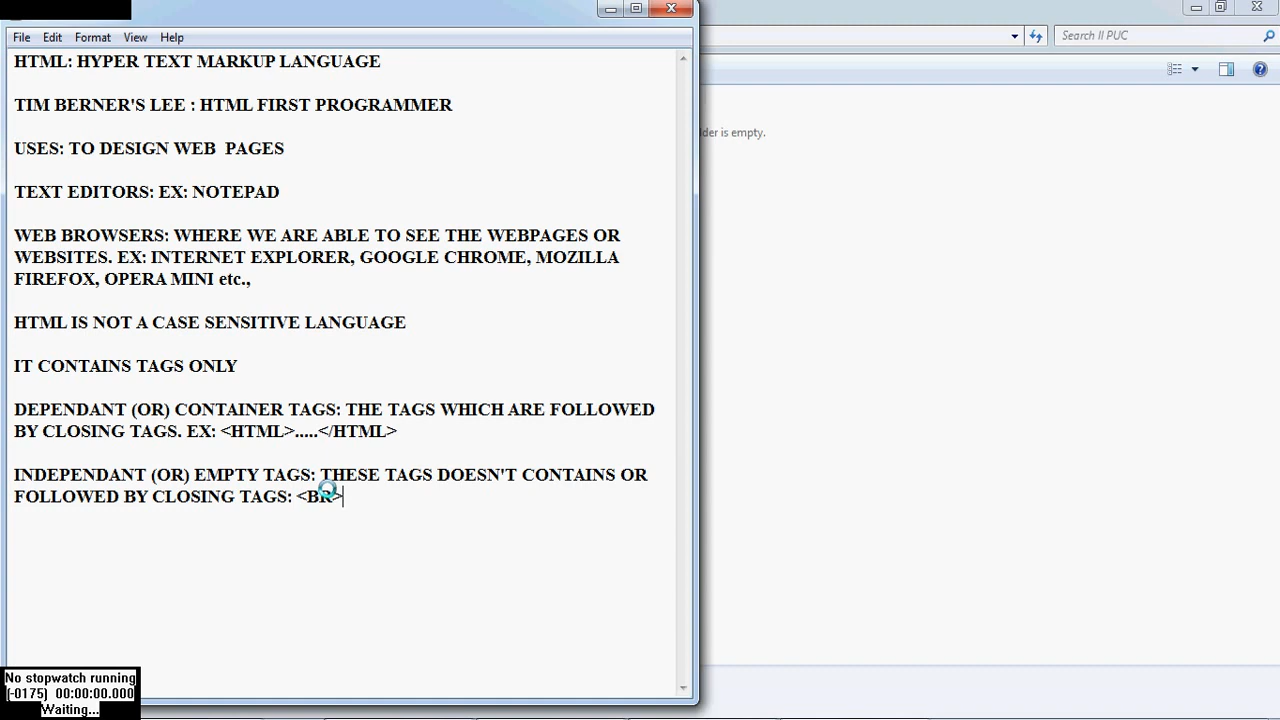 Search II PUC
File Edit Format View Help
HTML: HYPER TEXT MARKUP LANGUAGE
TIM BERNER'S LEE : HTML FIRST PROGRAMMER
lder is empty.
USES: TO DESIGN WEB  PAGES
TEXT EDITORS: EX: NOTEPAD
WEB BROWSERS: WHERE WE ARE ABLE TO SEE THE WEBPAGES OR
WEBSITES. EX: INTERNET EXPLORER, GOOGLE CHROME, MOZILLA
FIREFOX, OPERA MINI etc.,
HTML IS NOT A CASE SENSITIVE LANGUAGE
IT CONTAINS TAGS ONLY
DEPENDANT (OR) CONTAINER TAGS: THE TAGS WHICH ARE FOLLOWED
BY CLOSING TAGS. EX: <HTML>.....</HTML>
INDEPENDANT (OR) EMPTY TAGS: THESE TAGS DOESN'T CONTAINS OR
FOLLOWED BY CLOSING TAGS: <BR>
No stopwatch running
[-0175] 00:00:00.000
Waiting...